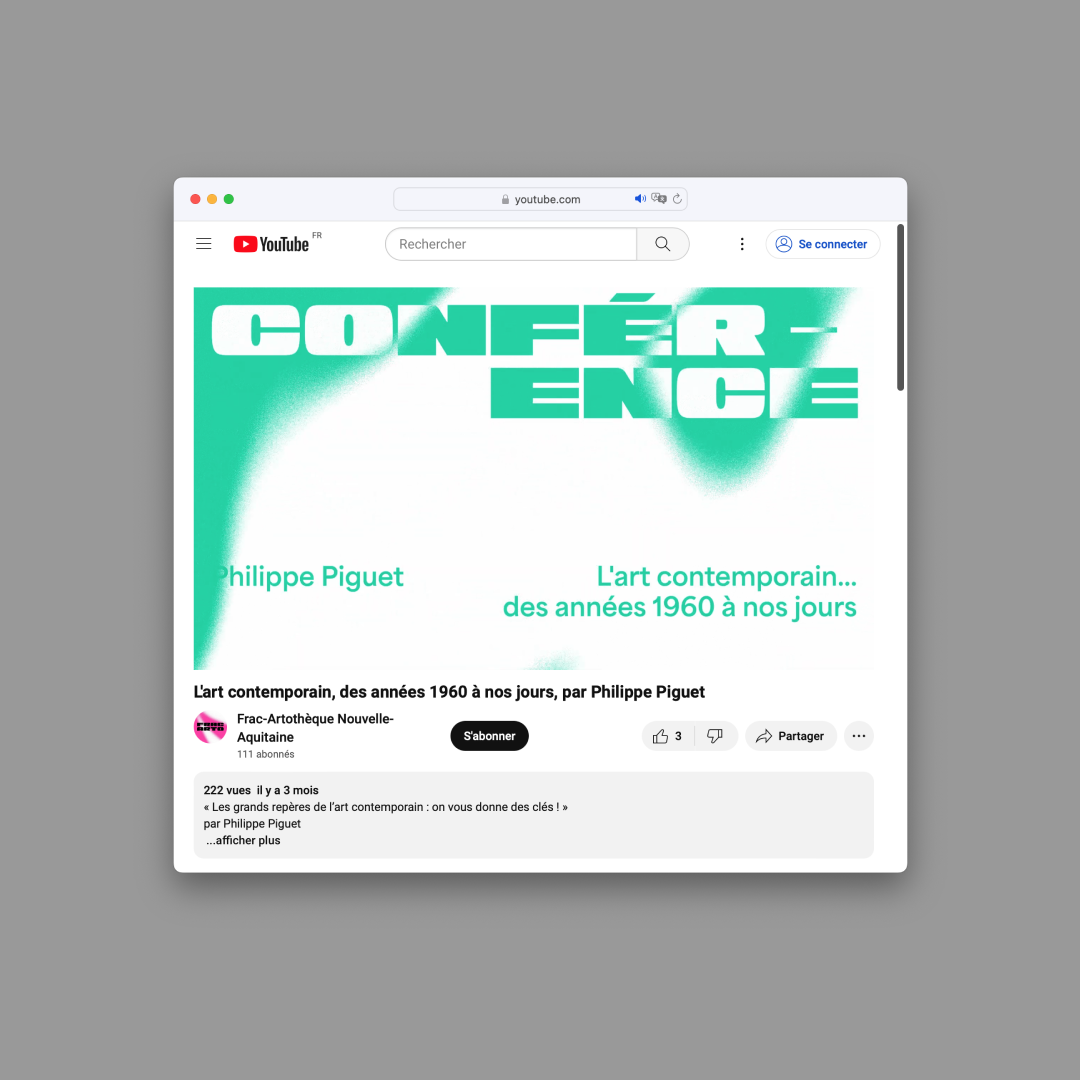 youtube.com
YouTube FR
Rechercher
Se connecter
CONFÉR-
ENCE
Philippe Piguet
L'art contemporain...
des années 1960 à nos jours
L'art contemporain, des années 1960 à nos jours, par Philippe Piguet
FRAC
ARTO
Frac-Artothèque Nouvelle-
Aquitaine
111 abonnés
S'abonner
3
Partager
222 vues  il y a 3 mois
« Les grands repères de l’art contemporain : on vous donne des clés ! »
par Philippe Piguet
...afficher plus